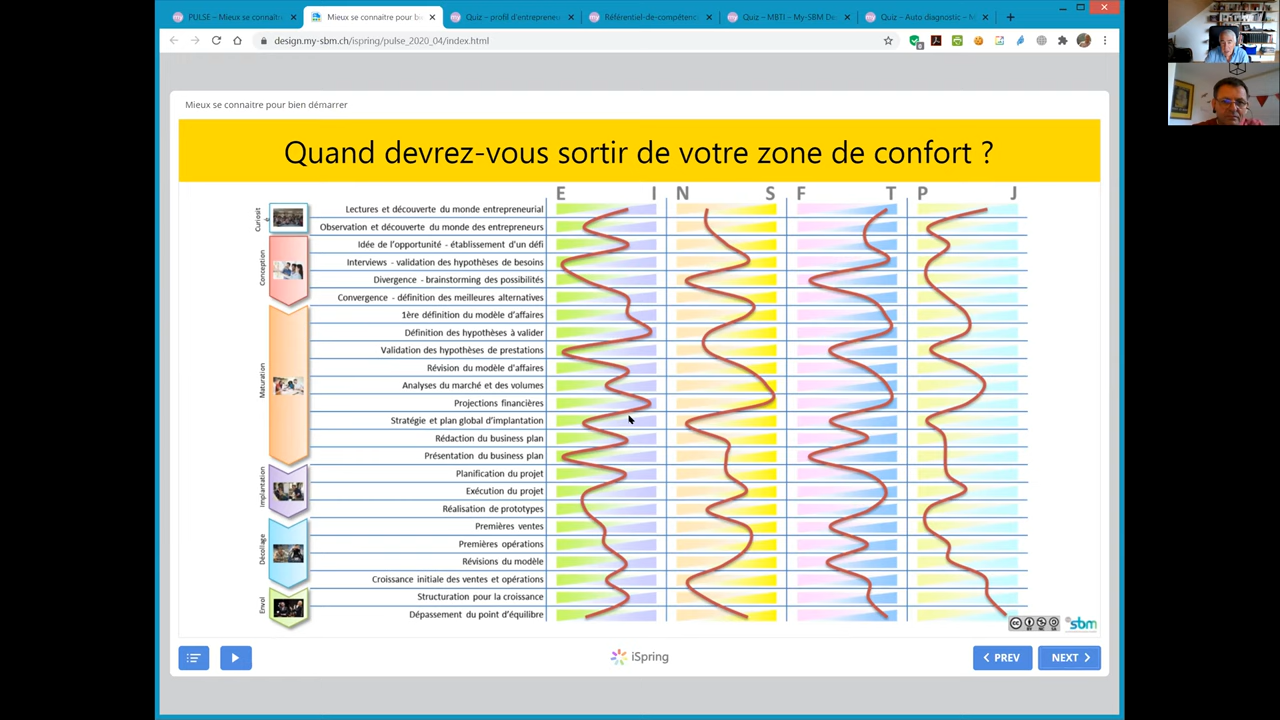 PULSE – Mieux se connaîtr
Mieux se connaitre pour b
Quiz – profil d'entrepreneu
Référentiel-de-compétenc
Quiz – MBTI – My-SBM De
Quiz – Auto diagnostic – M
design.my-sbm.ch/ispring/pulse_2020_04/index.html
Mieux se connaitre pour bien démarrer
Quand devrez-vous sortir de votre zone de confort ?
E I N S F T P J
Curiosit
é
Lectures et découverte du monde entrepreneurial
Observation et découverte du monde des entrepreneurs
Conception
Idée de l'opportunité - établissement d'un défi
Interviews - validation des hypothèses de besoins
Divergence - brainstorming des possibilités
Convergence - définition des meilleures alternatives
Maturation
1ère définition du modèle d'affaires
Définition des hypothèses à valider
Validation des hypothèses de prestations
Révision du modèle d'affaires
Analyses du marché et des volumes
Projections financières
Stratégie et plan global d'implantation
Rédaction du business plan
Présentation du business plan
Implantation
Planification du projet
Exécution du projet
Réalisation de prototypes
Décollage
Premières ventes
Premières opérations
Révisions du modèle
Croissance initiale des ventes et opérations
Envol
Structuration pour la croissance
Dépassement du point d'équilibre
sbm
iSpring
PREV
NEXT